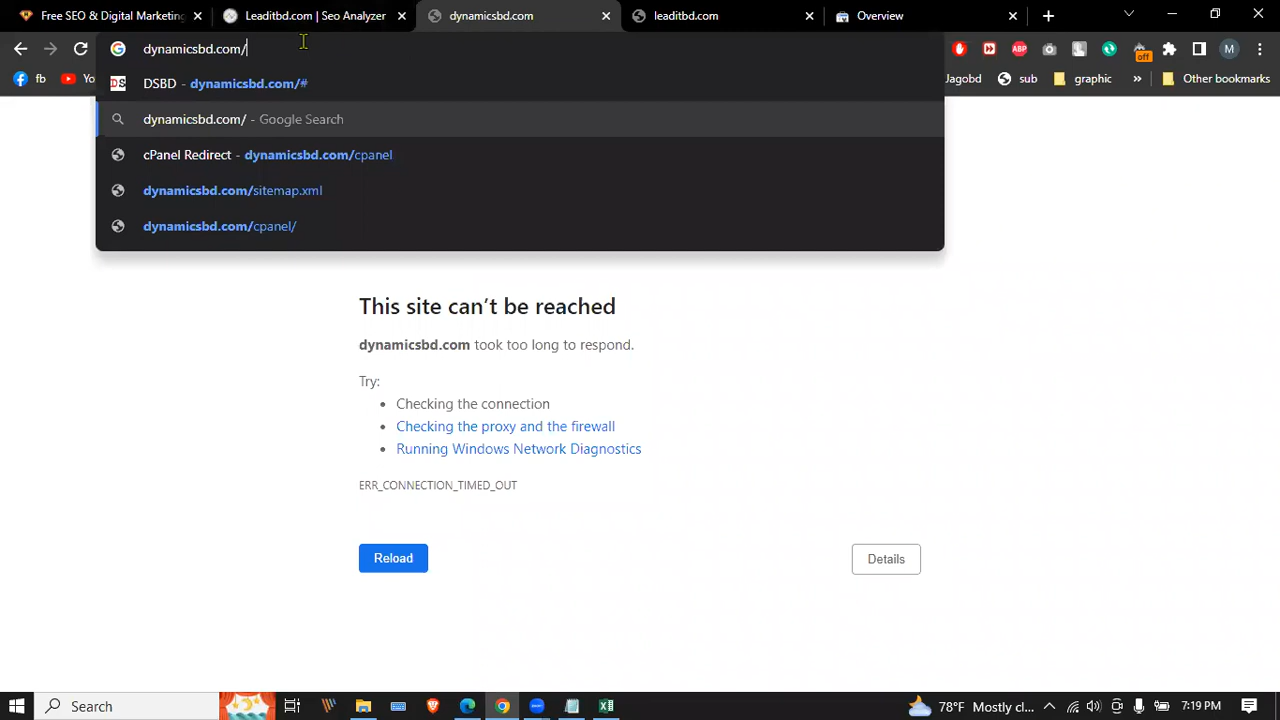 Free SEO & Digital Marketing
Leaditbd.com | Seo Analyzer
dynamicsbd.com
leaditbd.com
Overview
dynamicsbd.com/
ABP
off
M
fb
Yo
Jagobd
sub
graphic
Other bookmarks
DS
DSBD - dynamicsbd.com/#
dynamicsbd.com/ - Google Search
cPanel Redirect - dynamicsbd.com/cpanel
dynamicsbd.com/sitemap.xml
dynamicsbd.com/cpanel/
This site can't be reached
dynamicsbd.com took too long to respond.
Try:
• Checking the connection
• Checking the proxy and the firewall
• Running Windows Network Diagnostics
ERR_CONNECTION_TIMED_OUT
Reload
Details
Search
78°F Mostly cl...
7:19 PM